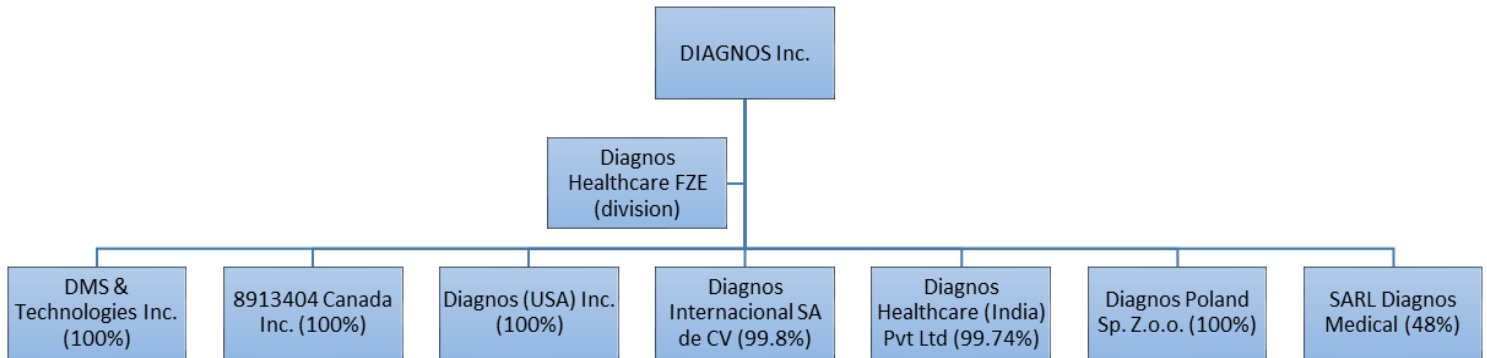 DIAGNOS Inc.
Diagnos
Healthcare FZE
(division)
DMS &
Technologies Inc.
(100%)
8913404 Canada
Inc. (100%)
Diagnos (USA) Inc.
(100%)
Diagnos
Internacional SA
de CV (99.8%)
Diagnos
Healthcare (India)
Pvt Ltd (99.74%)
Diagnos Poland
Sp. Z.o.o. (100%)
SARL Diagnos
Medical (48%)